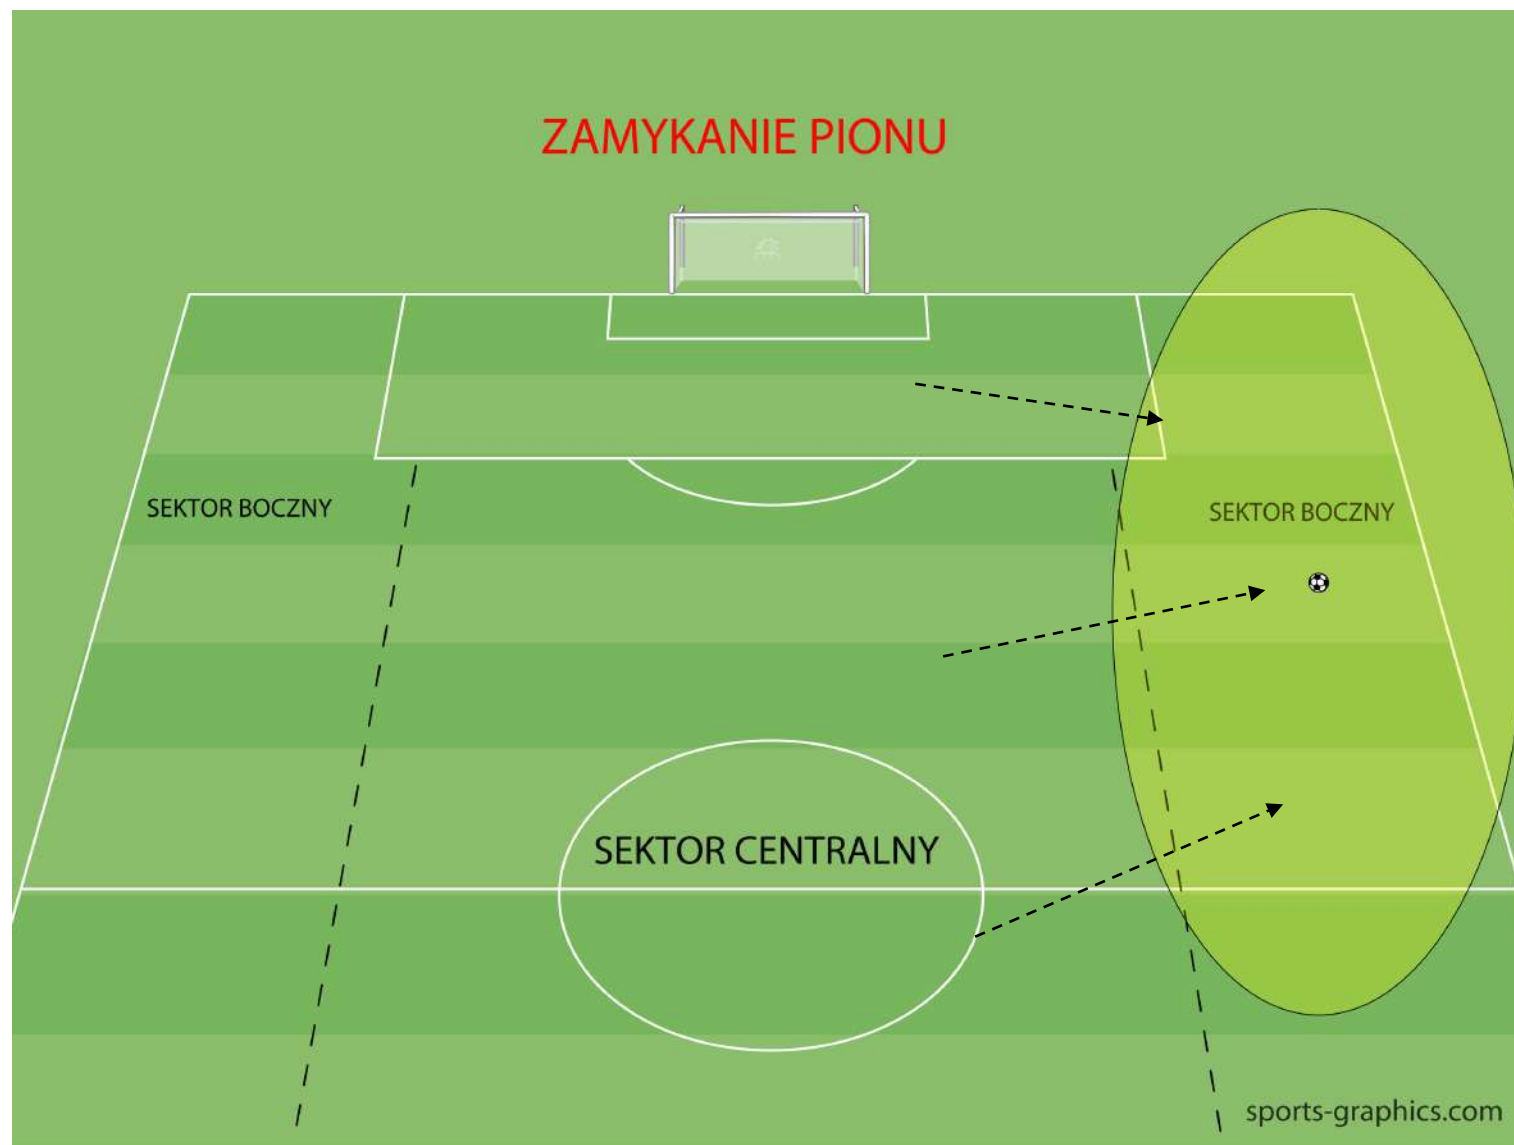 ZAMYKANIE PIONU
SEKTOR BOCZNY
SEKTOR BOCZNY
SEKTOR CENTRALNY
sports-graphics.com